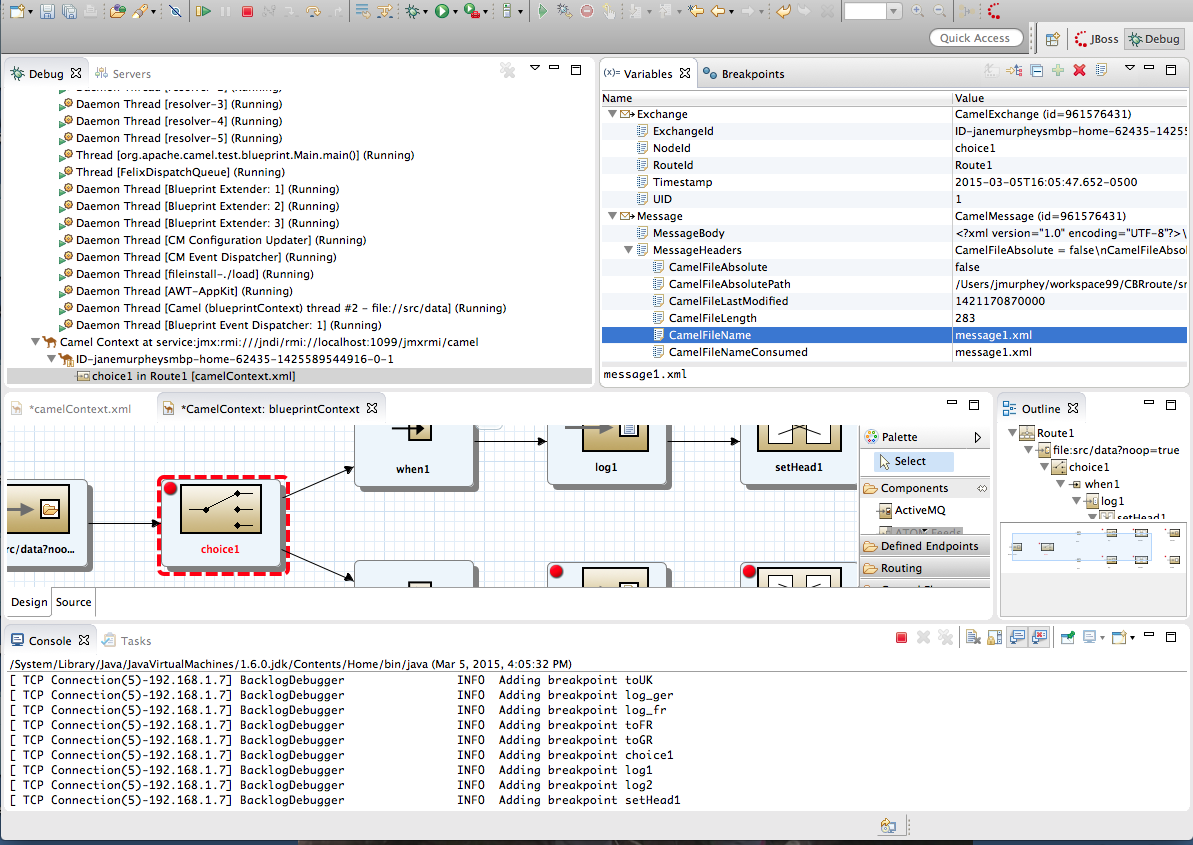 Quick Access
JBoss
Debug
Debug
Servers
Daemon Thread [resolver-2] (Running)
Daemon Thread [resolver-3] (Running)
Daemon Thread [resolver-4] (Running)
Daemon Thread [resolver-5] (Running)
Thread [org.apache.camel.test.blueprint.Main.main()] (Running)
Thread [FelixDispatchQueue] (Running)
Daemon Thread [Blueprint Extender: 1] (Running)
Daemon Thread [Blueprint Extender: 2] (Running)
Daemon Thread [Blueprint Extender: 3] (Running)
Daemon Thread [CM Configuration Updater] (Running)
Daemon Thread [CM Event Dispatcher] (Running)
Daemon Thread [fileinstall-./load] (Running)
Daemon Thread [AWT-AppKit] (Running)
Daemon Thread [Camel (blueprintContext) thread #2 - file://src/data] (Running)
Daemon Thread [Blueprint Event Dispatcher: 1] (Running)
Camel Context at service:jmx:rmi:///jndi/rmi://localhost:1099/jmxrmi/camel
ID-janemurpheysmbp-home-62435-1425589544916-0-1
choice1 in Route1 [camelContext.xml]
(x)= Variables
Breakpoints
Name Value
Exchange CamelExchange (id=961576431)
ExchangeId ID-janemurpheysmbp-home-62435-14255
NodeId choice1
RouteId Route1
Timestamp 2015-03-05T16:05:47.652-0500
UID 1
Message CamelMessage (id=961576431)
MessageBody <?xml version="1.0" encoding="UTF-8"?>\
MessageHeaders CamelFileAbsolute = false\nCamelFileAbsol
CamelFileAbsolute false
CamelFileAbsolutePath /Users/jmurphey/workspace99/CBRroute/sr
CamelFileLastModified 1421170870000
CamelFileLength 283
CamelFileName message1.xml
CamelFileNameConsumed message1.xml
message1.xml
*camelContext.xml
*CamelContext: blueprintContext
rc/data?noo...
choice1
when1
log1
setHead1
Palette
Select
Components
ActiveMQ
ATOM Feeds
Defined Endpoints
Routing
Design
Source
Outline
Route1
file:src/data?noop=true
choice1
when1
log1
setHead1
Console
Tasks
/System/Library/Java/JavaVirtualMachines/1.6.0.jdk/Contents/Home/bin/java (Mar 5, 2015, 4:05:32 PM)
[ TCP Connection(5)-192.168.1.7] BacklogDebugger INFO Adding breakpoint toUK
[ TCP Connection(5)-192.168.1.7] BacklogDebugger INFO Adding breakpoint log_ger
[ TCP Connection(5)-192.168.1.7] BacklogDebugger INFO Adding breakpoint log_fr
[ TCP Connection(5)-192.168.1.7] BacklogDebugger INFO Adding breakpoint toFR
[ TCP Connection(5)-192.168.1.7] BacklogDebugger INFO Adding breakpoint toGR
[ TCP Connection(5)-192.168.1.7] BacklogDebugger INFO Adding breakpoint choice1
[ TCP Connection(5)-192.168.1.7] BacklogDebugger INFO Adding breakpoint log1
[ TCP Connection(5)-192.168.1.7] BacklogDebugger INFO Adding breakpoint log2
[ TCP Connection(5)-192.168.1.7] BacklogDebugger INFO Adding breakpoint setHead1